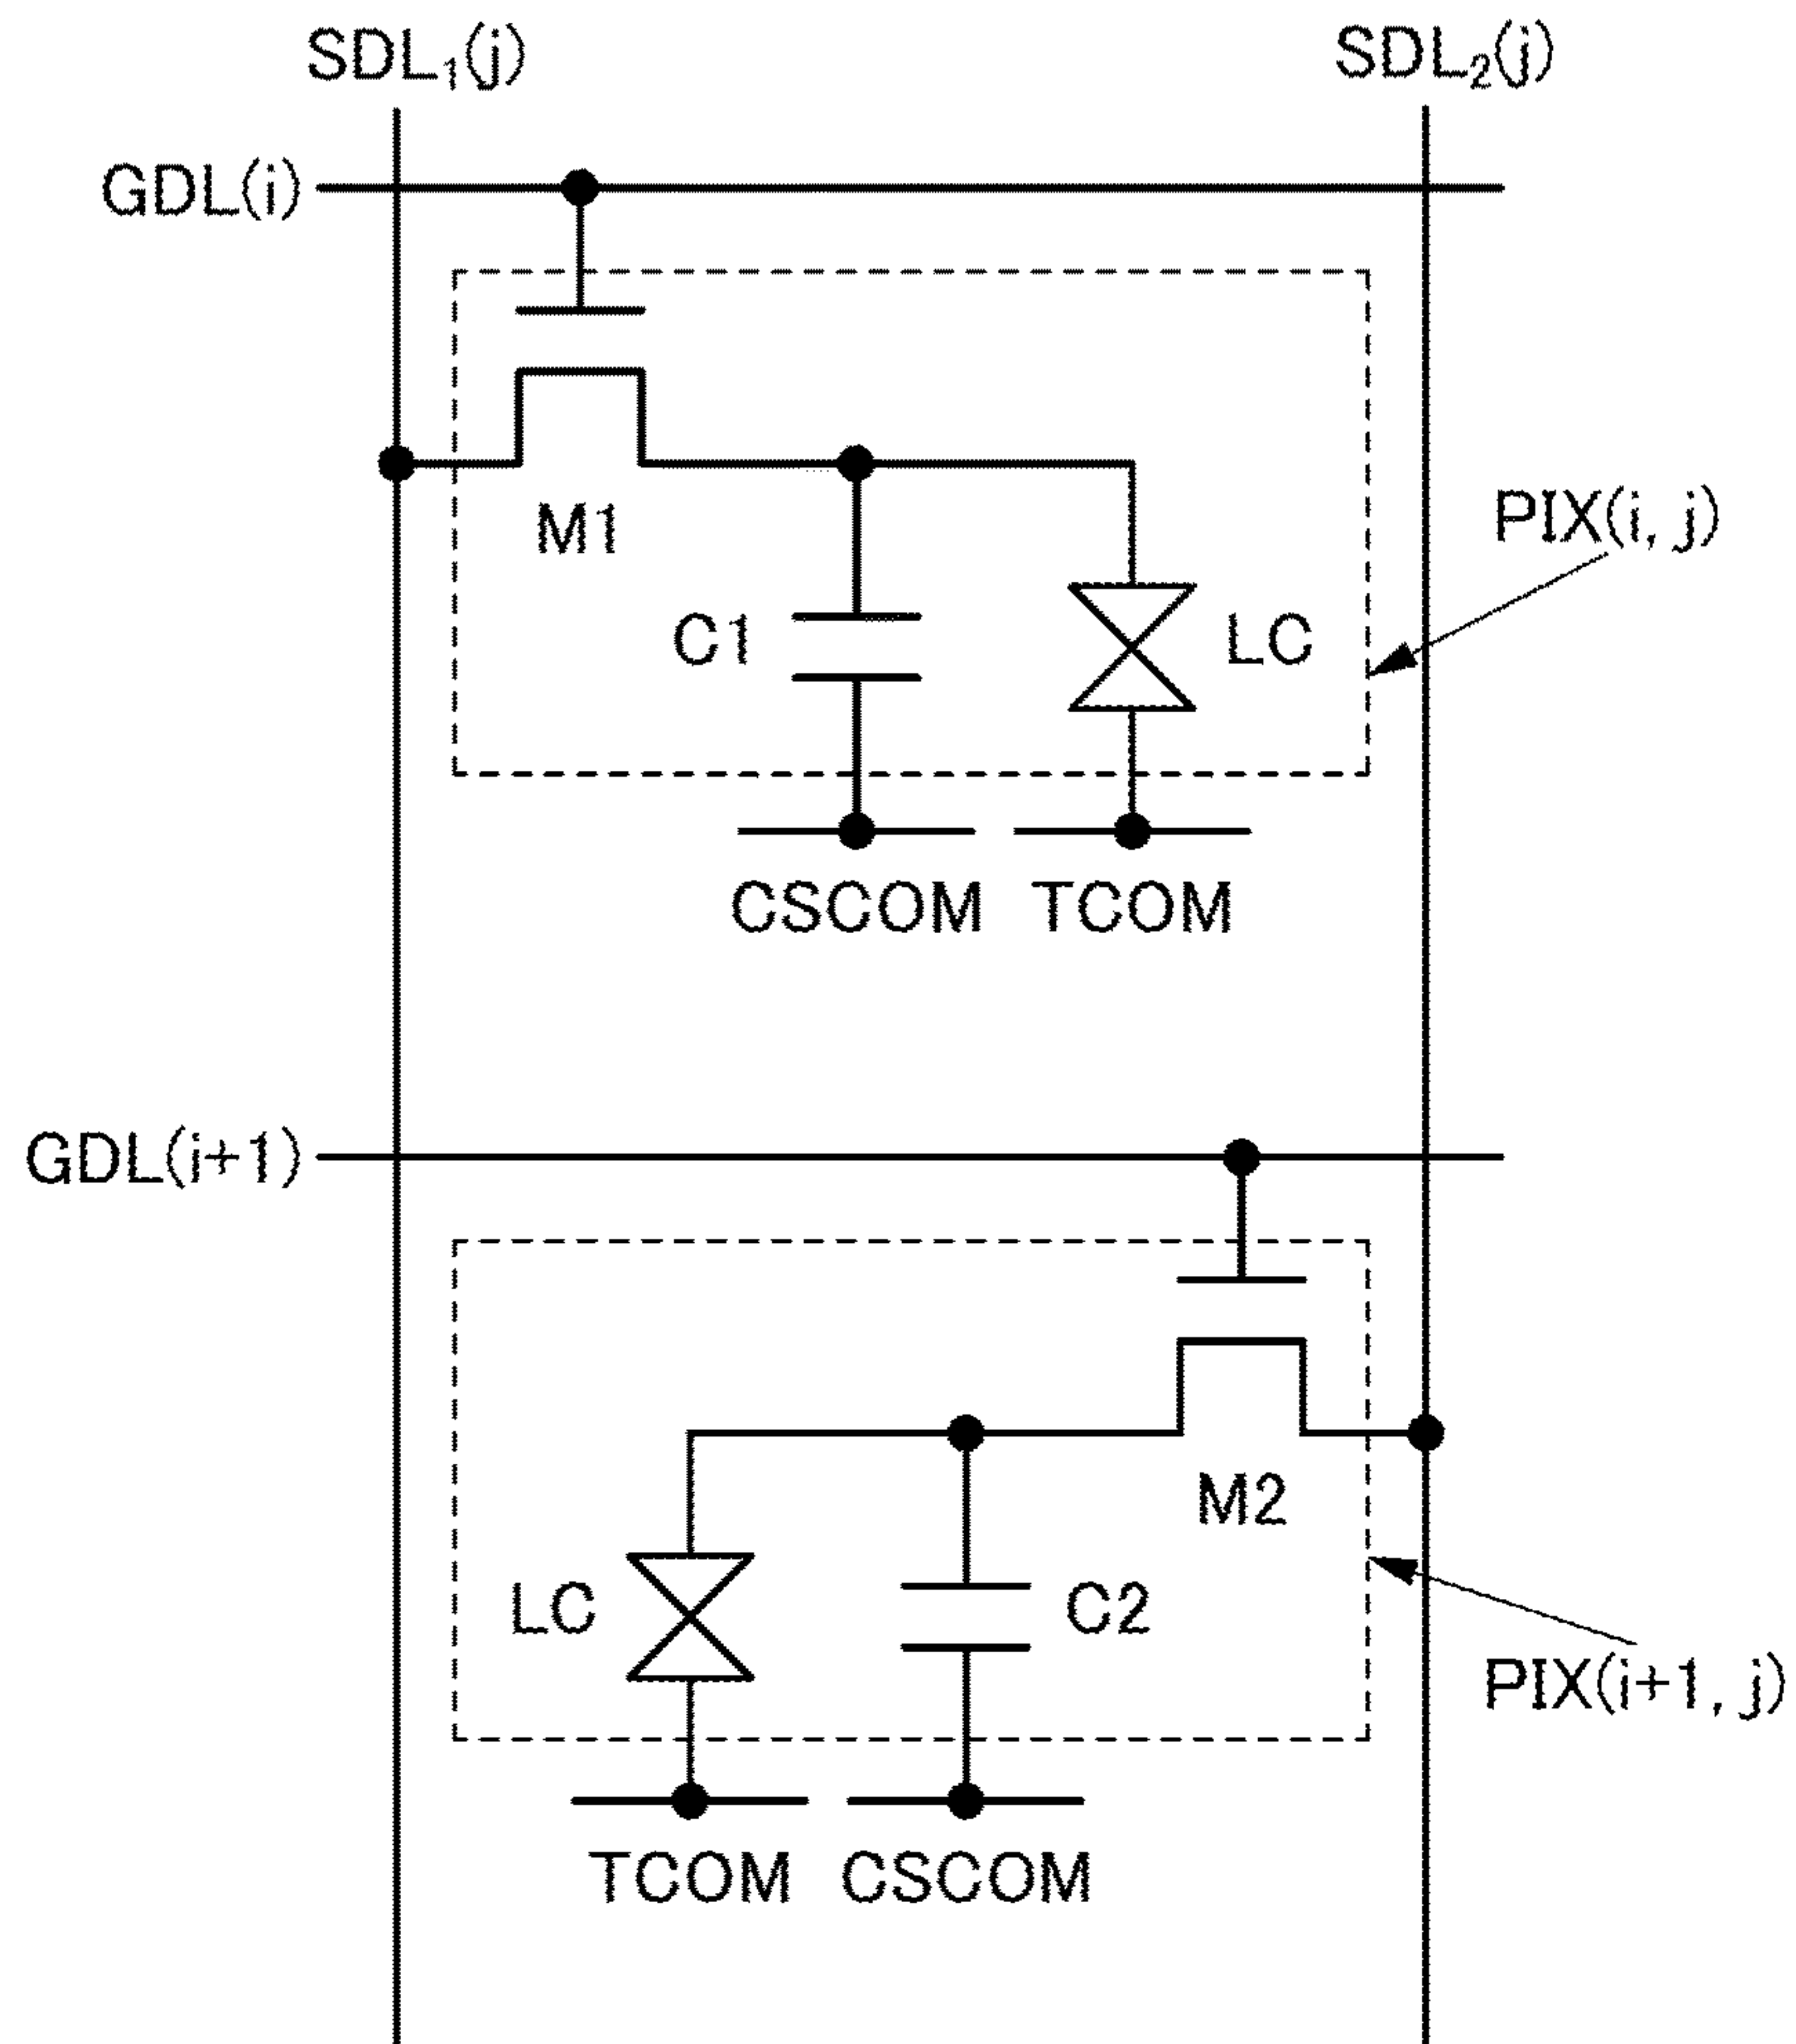 SDL₁(j)
SDL₂(j)
GDL(i)
M1
PIX(i, j)
C1
LC
CSCOM
TCOM
GDL(i+1)
M2
LC
C2
PIX(i+1, j)
TCOM
CSCOM